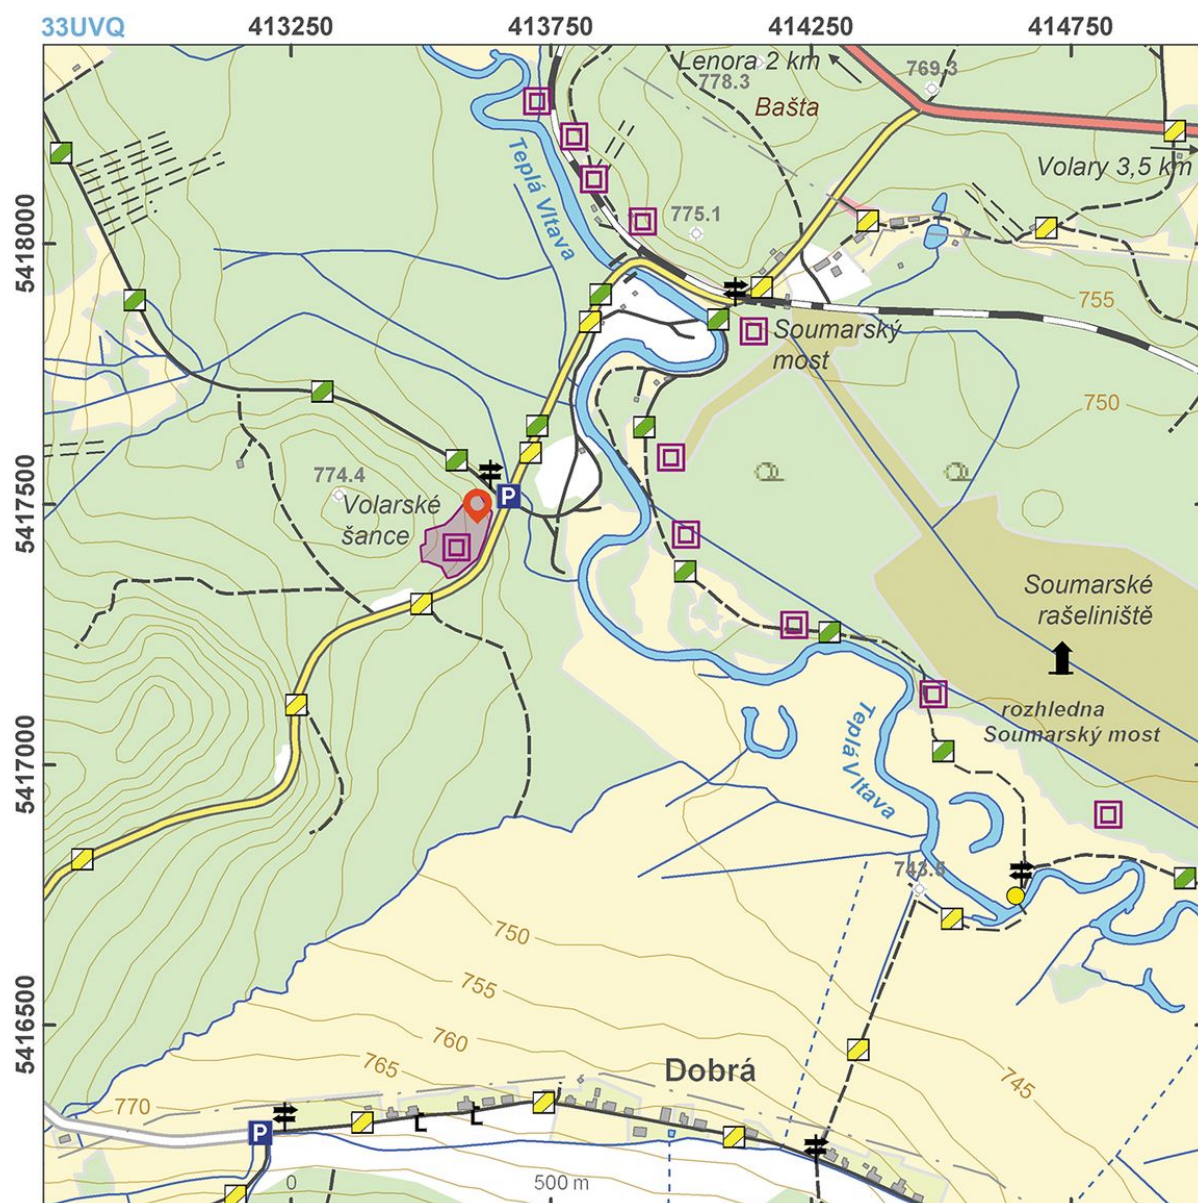 33UVQ
413250
413750
414250
414750
Lenora 2 km
778.3
769.3
Bašta
Teplá Vltava
Volary 3,5 km
775.1
5418000
755
Soumarský
most
750
774.4
Volarské
šance
P
5417500
Soumarské
rašeliniště
rozhledna
Soumarský most
Teplá Vltava
5417000
743.5
750
755
760
765
770
745
5416500
Dobrá
P
0
500 m